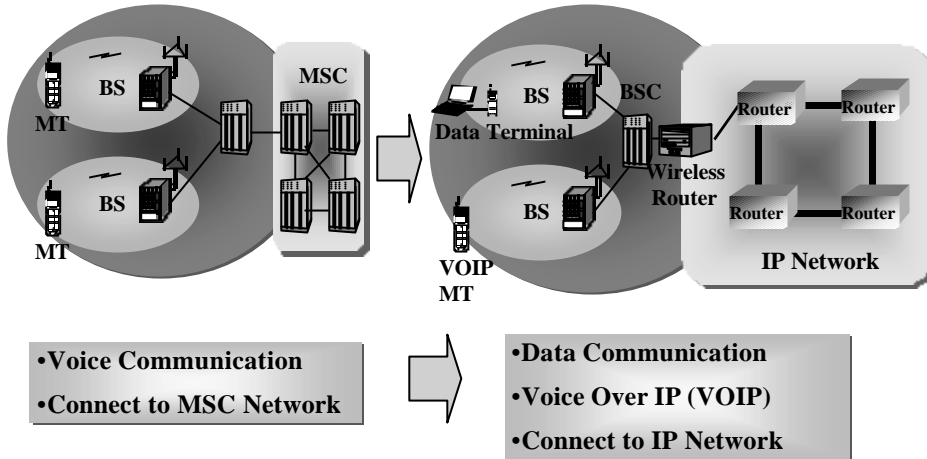 BS
MT
BS
MT
MSC
BS
Data Terminal
BSC
BS
VOIP
MT
Wireless
Router
Router
Router
Router
Router
IP Network
•Voice Communication
•Connect to MSC Network
•Data Communication
•Voice Over IP (VOIP)
•Connect to IP Network